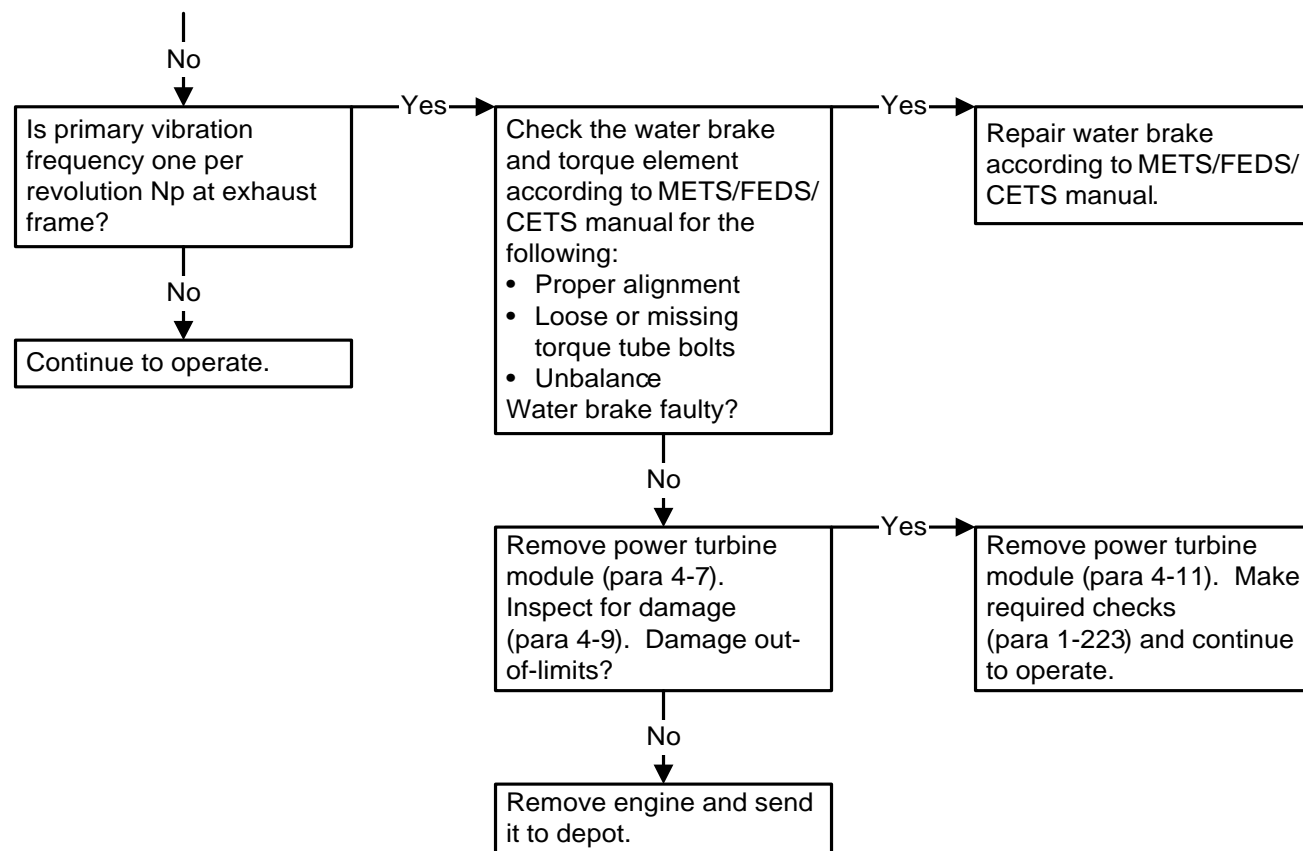 No
Is primary vibration
frequency one per
revolution Np at exhaust
frame?
Yes
Check the water brake
and torque element
according to METS/FEDS/
CETS manual for the
following:
• Proper alignment
• Loose or missing
torque tube bolts
• Unbalance
Water brake faulty?
Yes
Repair water brake
according to METS/FEDS/
CETS manual.
No
Continue to operate.
No
Remove power turbine
module (para 4-7).
Inspect for damage
(para 4-9). Damage out-
of-limits?
Yes
Remove power turbine
module (para 4-11). Make
required checks
(para 1-223) and continue
to operate.
No
Remove engine and send
it to depot.